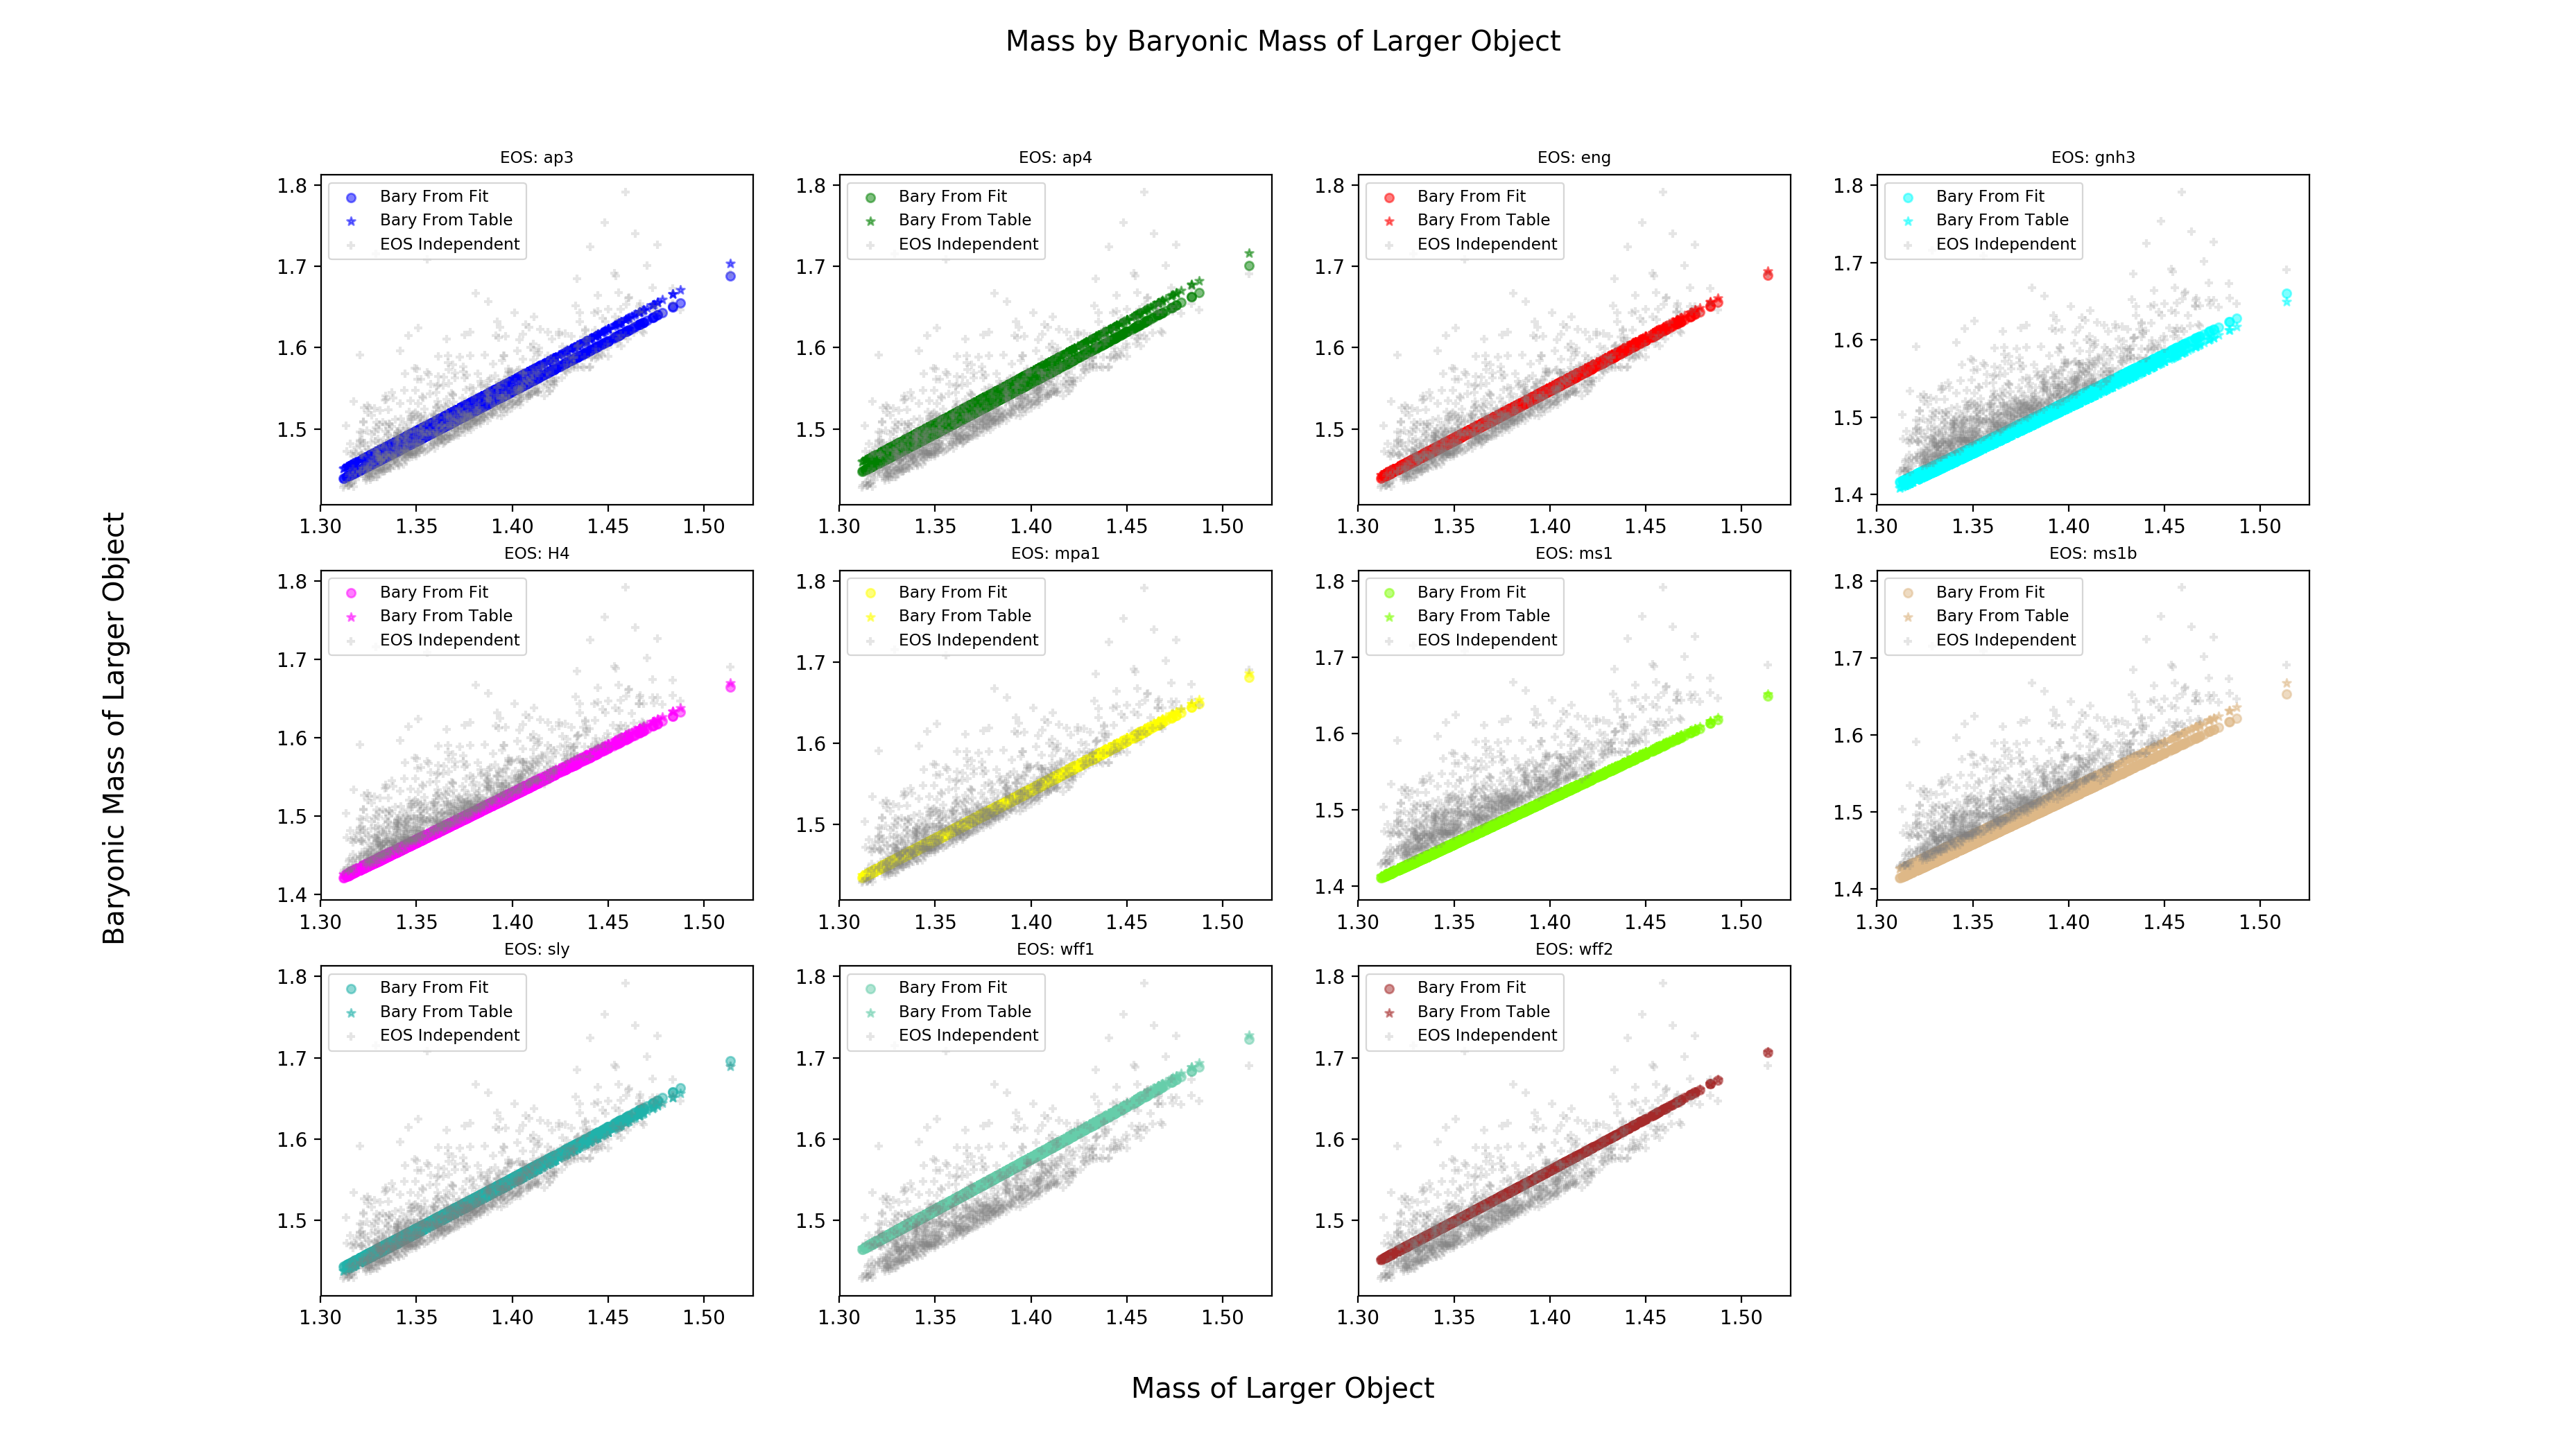 Mass by Baryonic Mass of Larger Object
EOS: ap3
1.8
1.7
1.6
1.5
Bary From Fit
Bary From Table
EOS Independent
1.30 1.35 1.40 1.45 1.50
EOS: ap4
1.8
1.7
1.6
1.5
Bary From Fit
Bary From Table
EOS Independent
1.30 1.35 1.40 1.45 1.50
EOS: eng
1.8
1.7
1.6
1.5
Bary From Fit
Bary From Table
EOS Independent
1.30 1.35 1.40 1.45 1.50
EOS: gnh3
1.8
1.7
1.6
1.5
1.4
Bary From Fit
Bary From Table
EOS Independent
1.30 1.35 1.40 1.45 1.50
EOS: H4
1.8
1.7
1.6
1.5
1.4
Bary From Fit
Bary From Table
EOS Independent
1.30 1.35 1.40 1.45 1.50
EOS: mpa1
1.8
1.7
1.6
1.5
Bary From Fit
Bary From Table
EOS Independent
1.30 1.35 1.40 1.45 1.50
EOS: ms1
1.8
1.7
1.6
1.5
1.4
Bary From Fit
Bary From Table
EOS Independent
1.30 1.35 1.40 1.45 1.50
EOS: ms1b
1.8
1.7
1.6
1.5
1.4
Bary From Fit
Bary From Table
EOS Independent
1.30 1.35 1.40 1.45 1.50
EOS: sly
1.8
1.7
1.6
1.5
Bary From Fit
Bary From Table
EOS Independent
1.30 1.35 1.40 1.45 1.50
EOS: wff1
1.8
1.7
1.6
1.5
Bary From Fit
Bary From Table
EOS Independent
1.30 1.35 1.40 1.45 1.50
EOS: wff2
1.8
1.7
1.6
1.5
Bary From Fit
Bary From Table
EOS Independent
1.30 1.35 1.40 1.45 1.50
Baryonic Mass of Larger Object
Mass of Larger Object